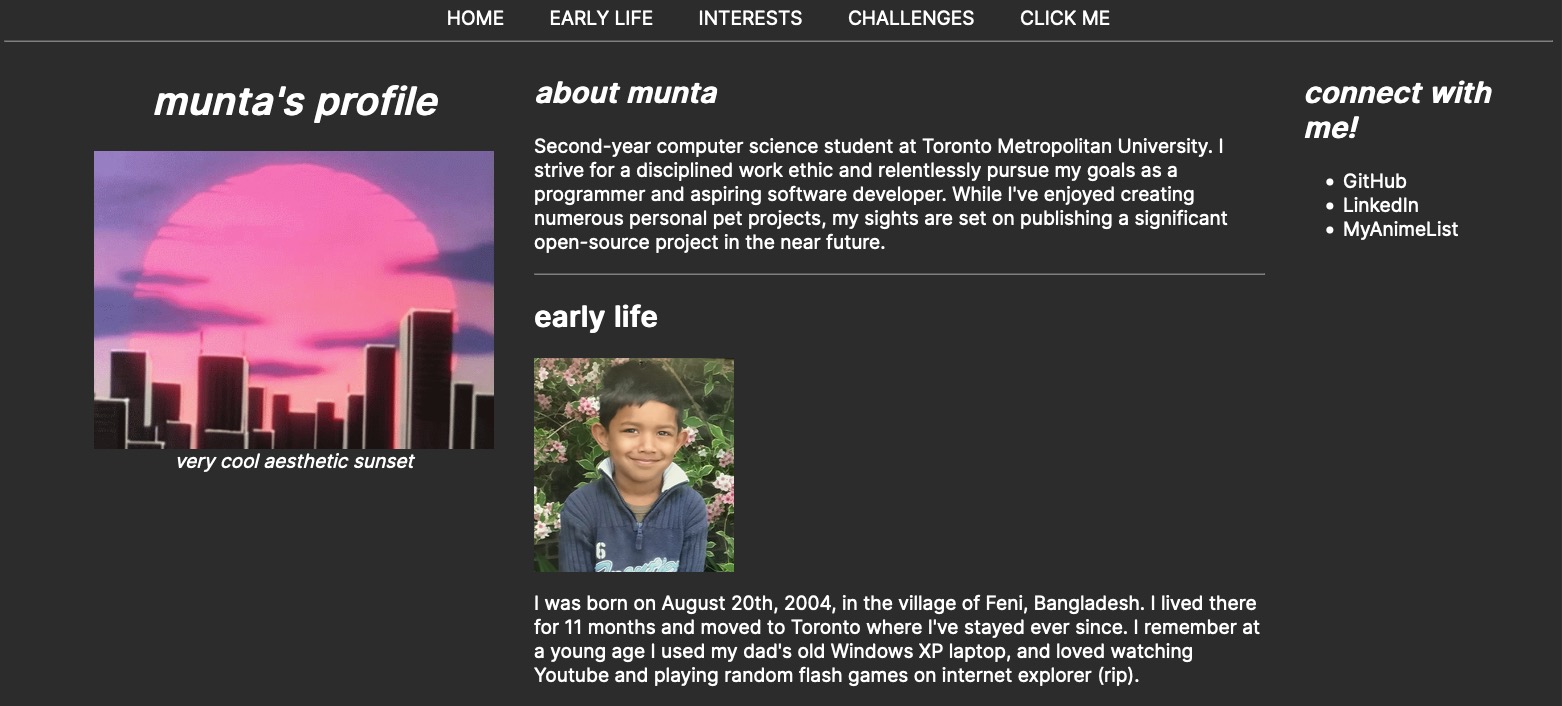 HOME EARLY LIFE INTERESTS CHALLENGES CLICK ME
munta's profile
very cool aesthetic sunset
about munta
Second-year computer science student at Toronto Metropolitan University. I
strive for a disciplined work ethic and relentlessly pursue my goals as a
programmer and aspiring software developer. While I've enjoyed creating
numerous personal pet projects, my sights are set on publishing a significant
open-source project in the near future.
early life
6
I was born on August 20th, 2004, in the village of Feni, Bangladesh. I lived there
for 11 months and moved to Toronto where I've stayed ever since. I remember at
a young age I used my dad's old Windows XP laptop, and loved watching
Youtube and playing random flash games on internet explorer (rip).
connect with
me!
• GitHub
• LinkedIn
• MyAnimeList